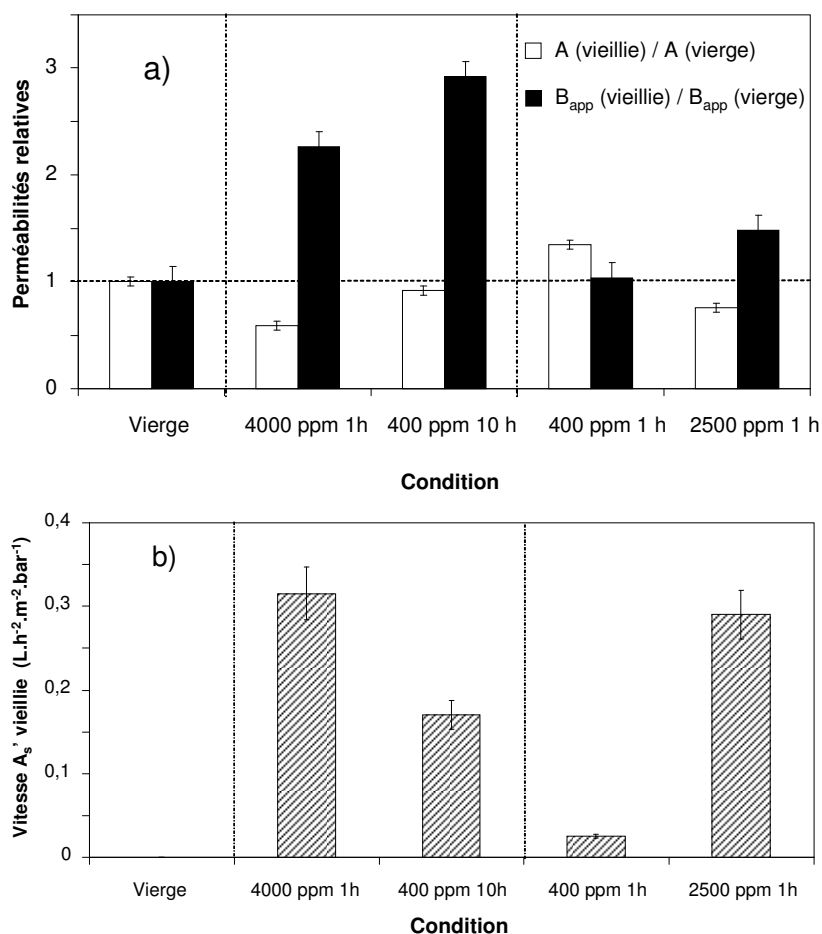 a)
A (vieillie) / A (vierge)
B_app (vieillie) / B_app (vierge)
Perméabilités relatives
3
2
1
0
Vierge 4000 ppm 1h 400 ppm 10 h 400 ppm 1 h 2500 ppm 1 h
Condition
b)
Vitesse A_s' vieillie (L.h⁻².m⁻².bar⁻¹)
0,4
0,3
0,2
0,1
0
Vierge 4000 ppm 1h 400 ppm 10h 400 ppm 1h 2500 ppm 1h
Condition